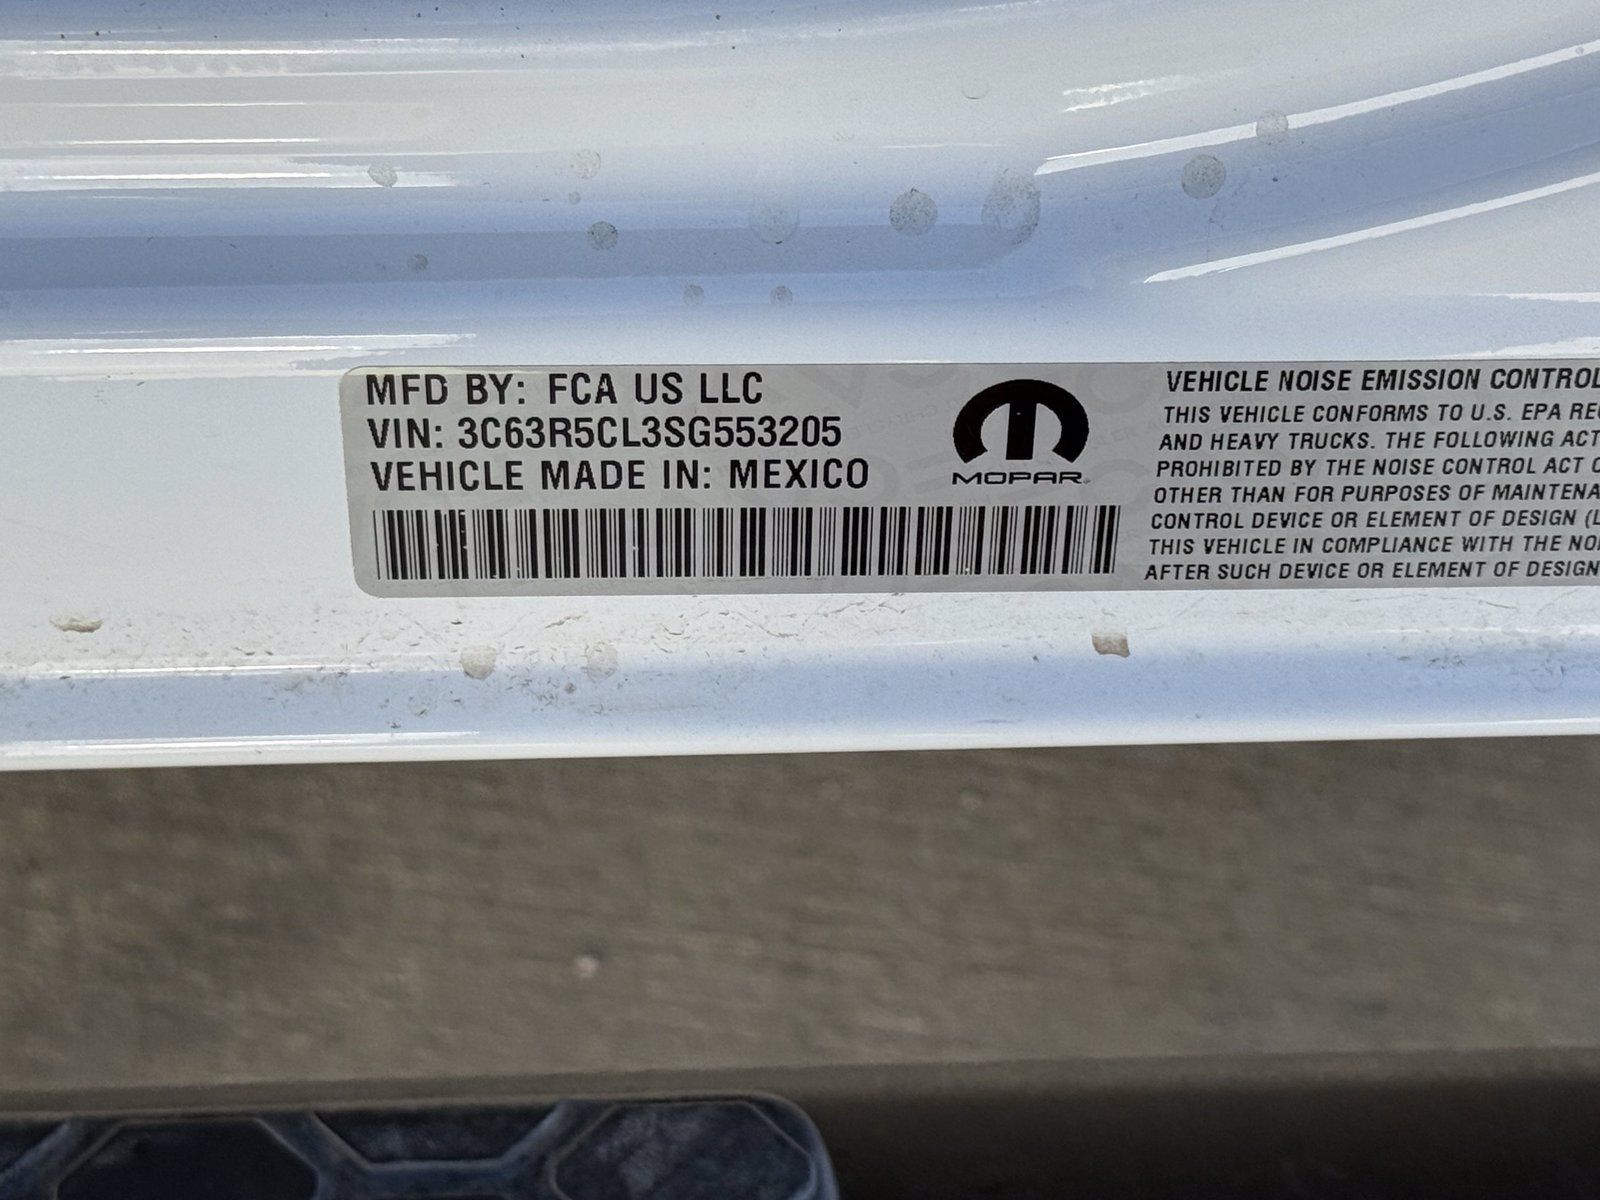 MFD BY: FCA US LLC
VIN: 3C63R5CL3SG553205
VEHICLE MADE IN: MEXICO
MOPAR
VEHICLE NOISE EMISSION CONTROL
THIS VEHICLE CONFORMS TO U.S. EPA
AND HEAVY TRUCKS. THE FOLLOWING
PROHIBITED BY THE NOISE CONTROL ACT
OTHER THAN FOR PURPOSES OF
CONTROL DEVICE OR ELEMENT OF DESIGN
THIS VEHICLE IN COMPLIANCE WITH THE
AFTER SUCH DEVICE OR ELEMENT OF DESIGN